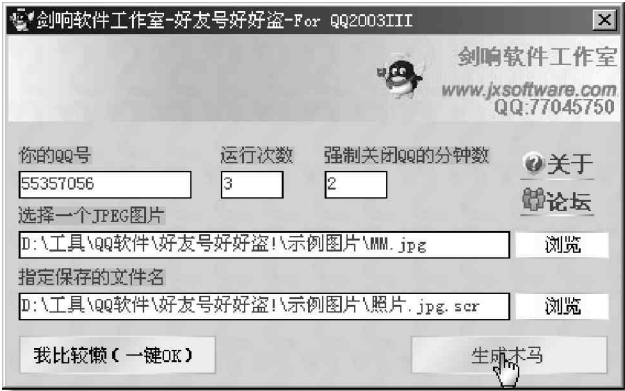 剑响软件工作室-好友号好好盗-For QQ2003III
剑响软件工作室
www.jxsoftware.com
QQ:77045750
你的QQ号 运行次数 强制关闭QQ的分钟数
55357056 3 2
关于
论坛
选择一个JPEG图片
D:\工具\QQ软件\好友号好好盗!\示例图片\MM.jpg 浏览
指定保存的文件名
D:\工具\QQ软件\好友号好好盗!\示例图片\照片.jpg.scr 浏览
我比较懒(一键OK) 生成木马